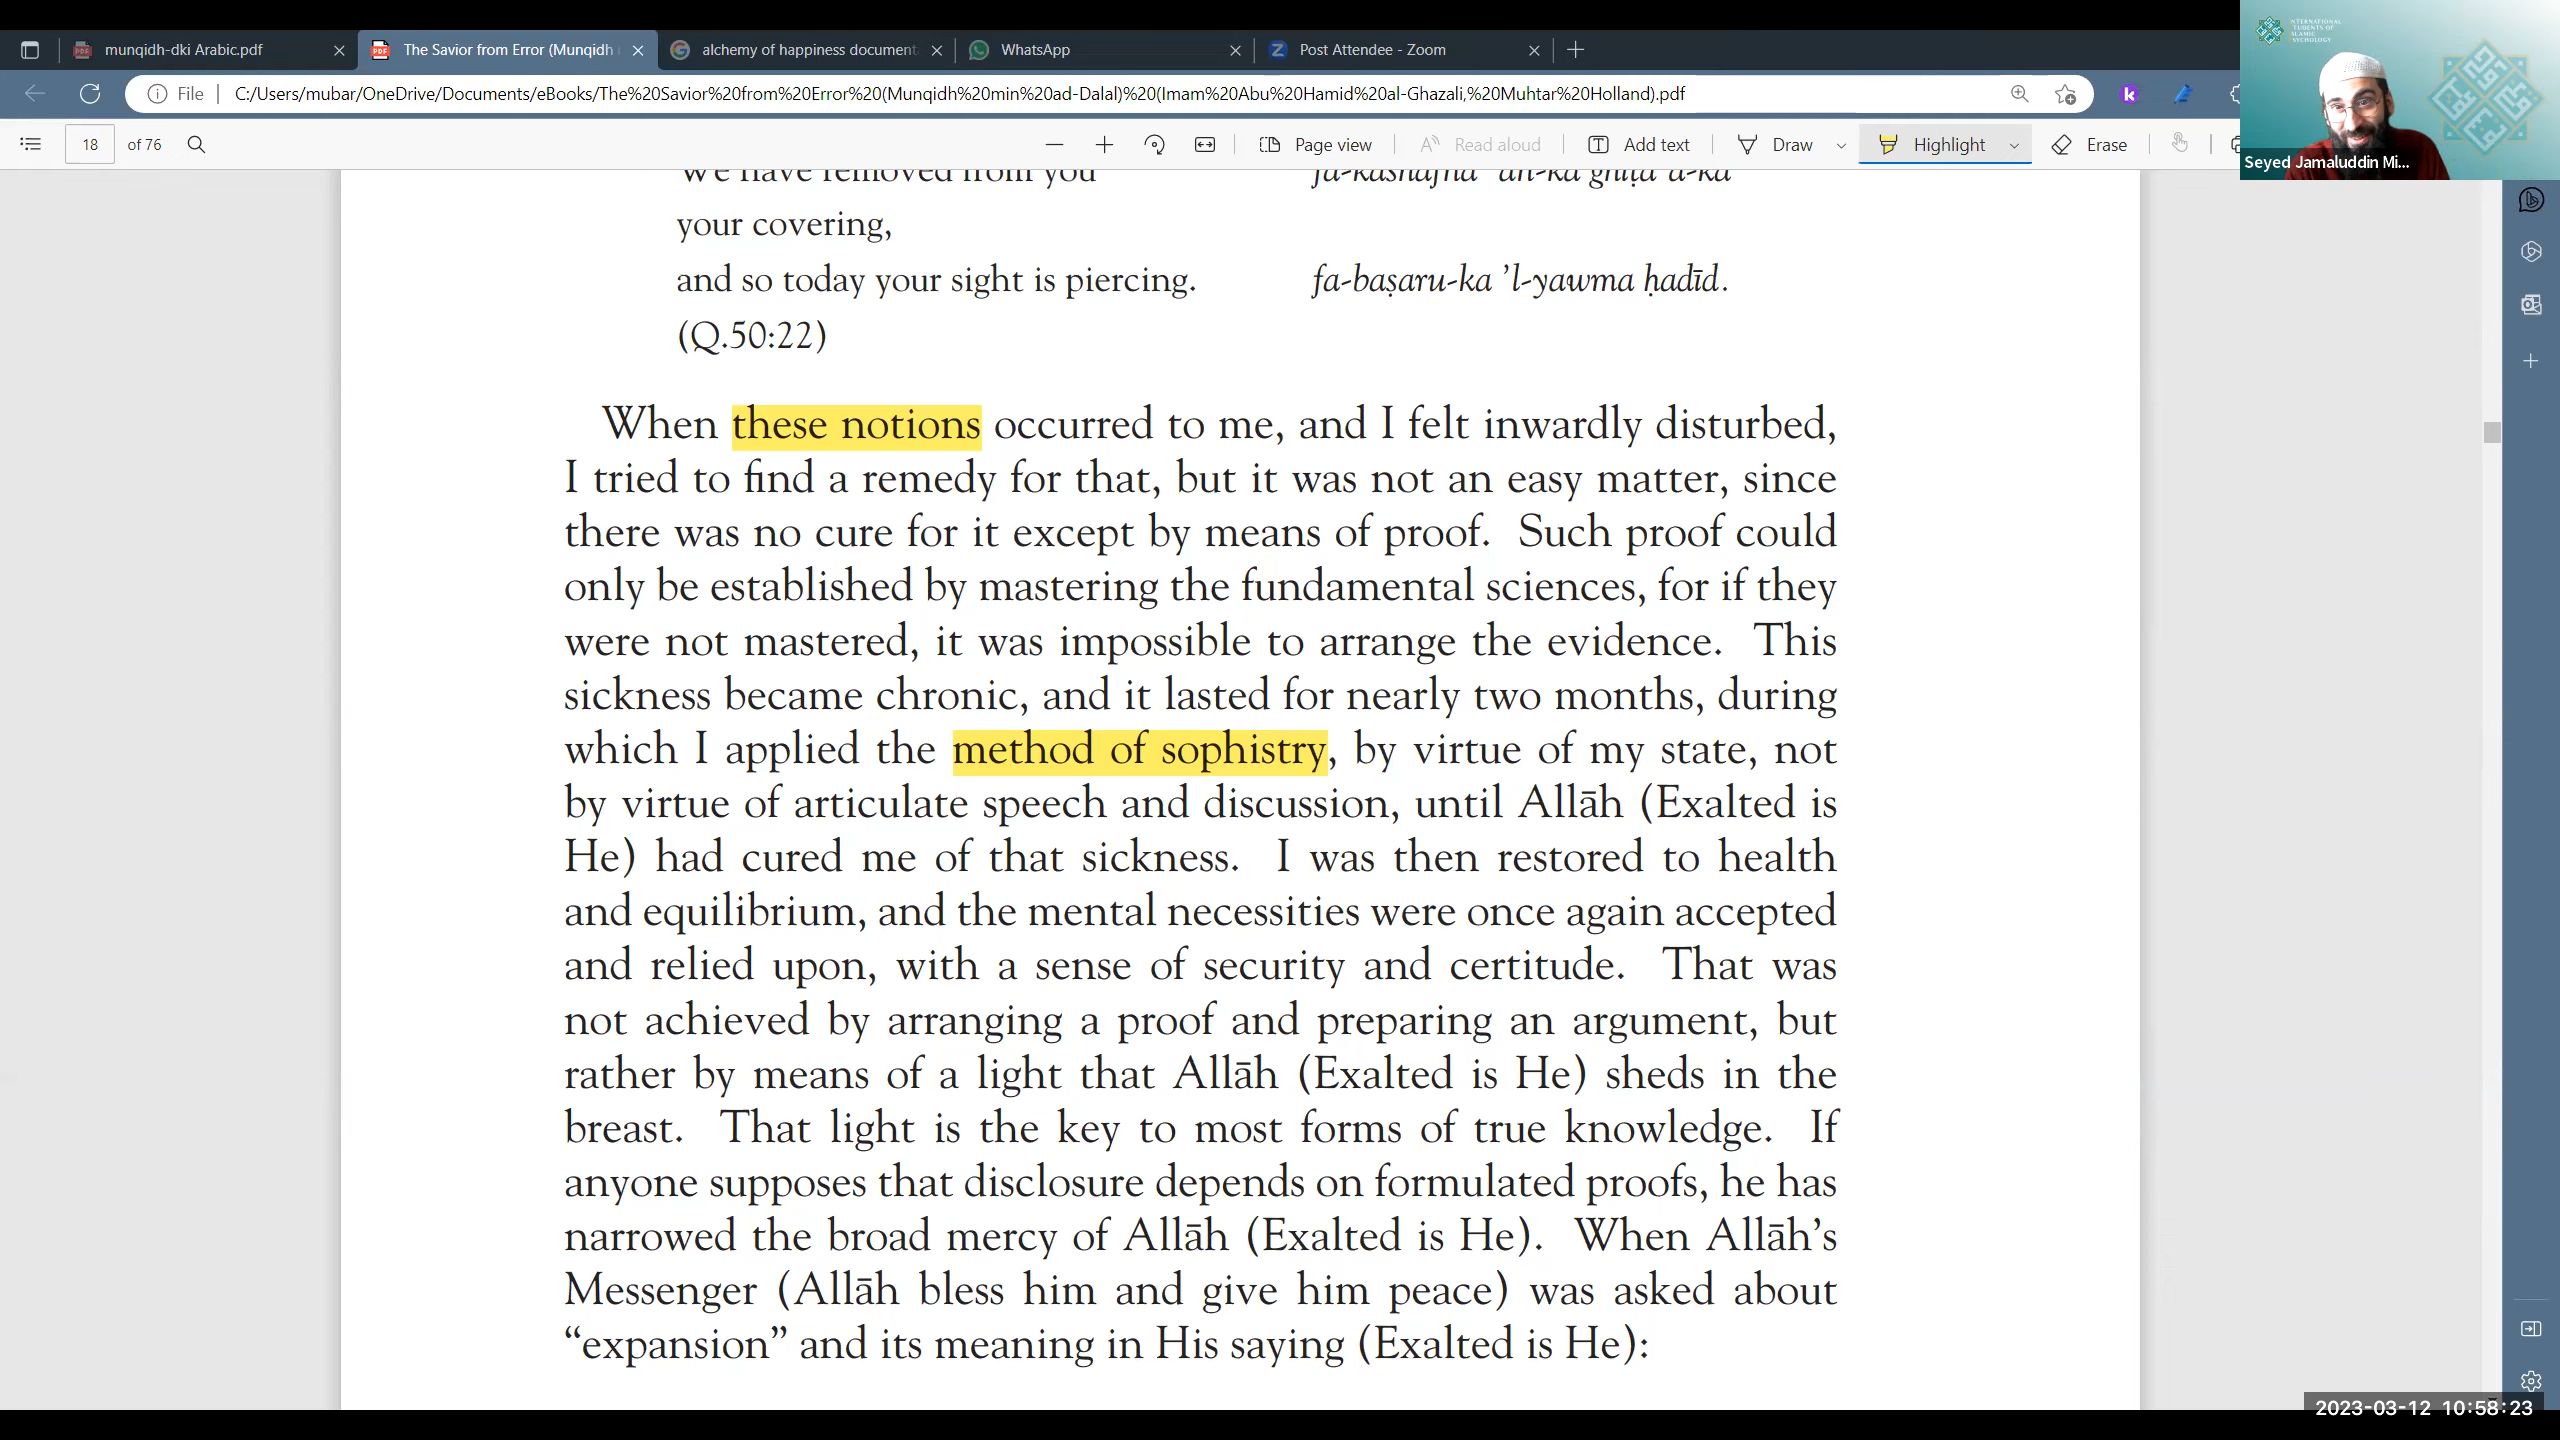 munqidh-dki Arabic.pdf
The Savior from Error (Munqidh
alchemy of happiness document
WhatsApp
Post Attendee - Zoom
File
C:/Users/mubar/OneDrive/Documents/eBooks/The%20Savior%20from%20Error%20(Munqidh%20min%20ad-Dalal)%20(Imam%20Abu%20Hamid%20al-Ghazali,%20Muhtar%20Holland).pdf
18 of 76
Page view
Read aloud
Add text
Draw
Highlight
Erase
Seyed Jamaluddin Mi...
We have removed from you
your covering,
and so today your sight is piercing. fa-baṣaru-ka ’l-yawma ḥadīd.
(Q.50:22)
When these notions occurred to me, and I felt inwardly disturbed,
I tried to find a remedy for that, but it was not an easy matter, since
there was no cure for it except by means of proof. Such proof could
only be established by mastering the fundamental sciences, for if they
were not mastered, it was impossible to arrange the evidence. This
sickness became chronic, and it lasted for nearly two months, during
which I applied the method of sophistry, by virtue of my state, not
by virtue of articulate speech and discussion, until Allāh (Exalted is
He) had cured me of that sickness. I was then restored to health
and equilibrium, and the mental necessities were once again accepted
and relied upon, with a sense of security and certitude. That was
not achieved by arranging a proof and preparing an argument, but
rather by means of a light that Allāh (Exalted is He) sheds in the
breast. That light is the key to most forms of true knowledge. If
anyone supposes that disclosure depends on formulated proofs, he has
narrowed the broad mercy of Allāh (Exalted is He). When Allāh’s
Messenger (Allāh bless him and give him peace) was asked about
“expansion” and its meaning in His saying (Exalted is He):
2023-03-12 10:58:23